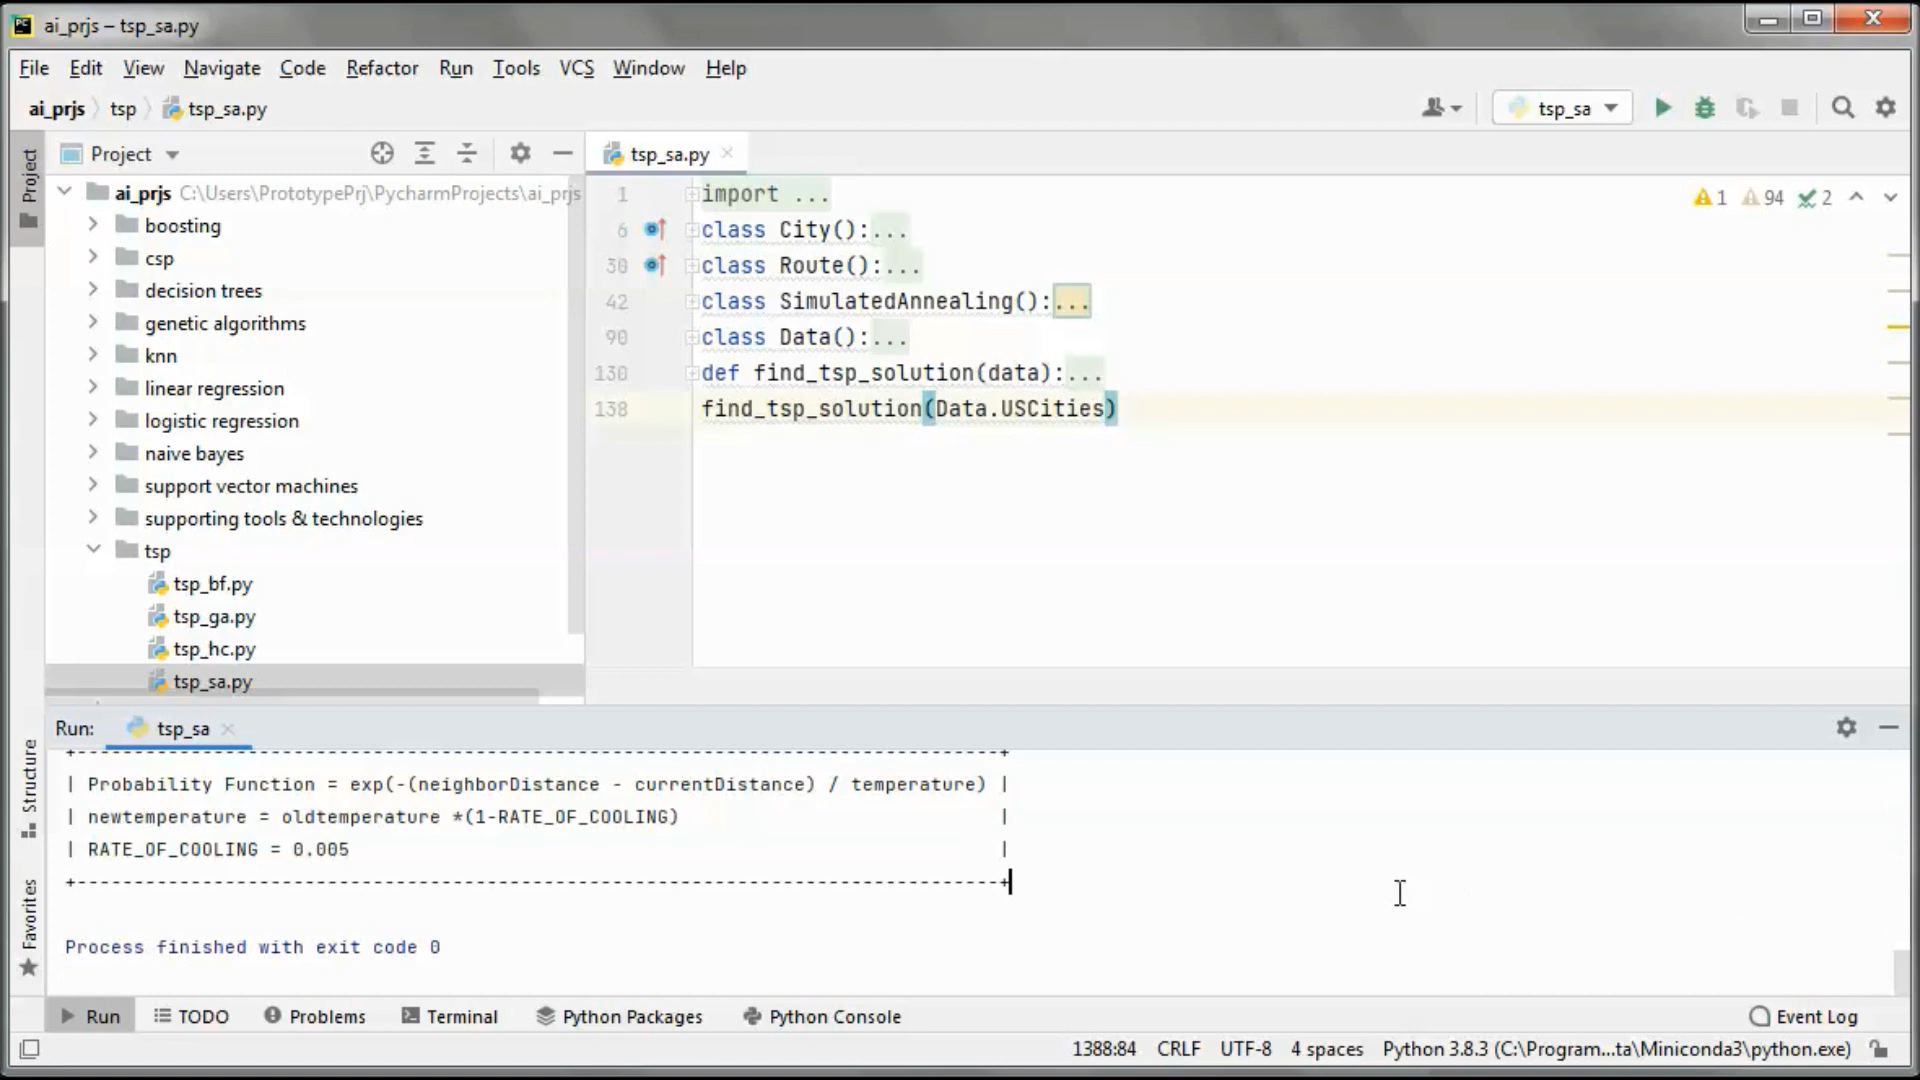 ai_prjs – tsp_sa.py
File Edit View Navigate Code Refactor Run Tools VCS Window Help
ai_prjs tsp tsp_sa.py
tsp_sa
Project
Project
tsp_sa.py
ai_prjs C:\Users\PrototypePrj\PycharmProjects\ai_prjs
boosting
csp
decision trees
genetic algorithms
knn
linear regression
logistic regression
naive bayes
support vector machines
supporting tools & technologies
tsp
tsp_bf.py
tsp_ga.py
tsp_hc.py
tsp_sa.py
1 import ...
6 class City():...
30 class Route():...
42 class SimulatedAnnealing():...
90 class Data():...
130 def find_tsp_solution(data):...
138 find_tsp_solution(Data.USCities)
1 94 2
Run: tsp_sa
Structure
Favorites
| Probability Function = exp(-(neighborDistance - currentDistance) / temperature) |
| newtemperature = oldtemperature *(1-RATE_OF_COOLING) |
| RATE_OF_COOLING = 0.005 |
+---------------------------------------------------------------------------------+
Process finished with exit code 0
Run TODO Problems Terminal Python Packages Python Console Event Log
1388:84 CRLF UTF-8 4 spaces Python 3.8.3 (C:\Program...ta\Miniconda3\python.exe)